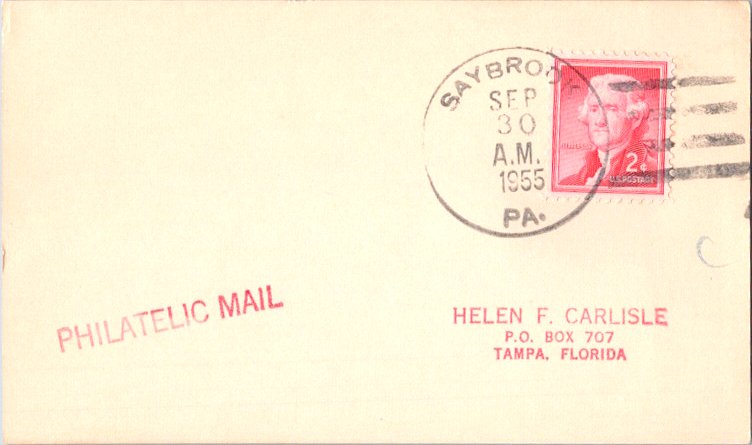 SAYBROOK
SEP
30
A.M.
1955
PA.
2¢
U.S. POSTAGE
PHILATELIC MAIL
HELEN F. CARLISLE
P.O. BOX 707
TAMPA, FLORIDA